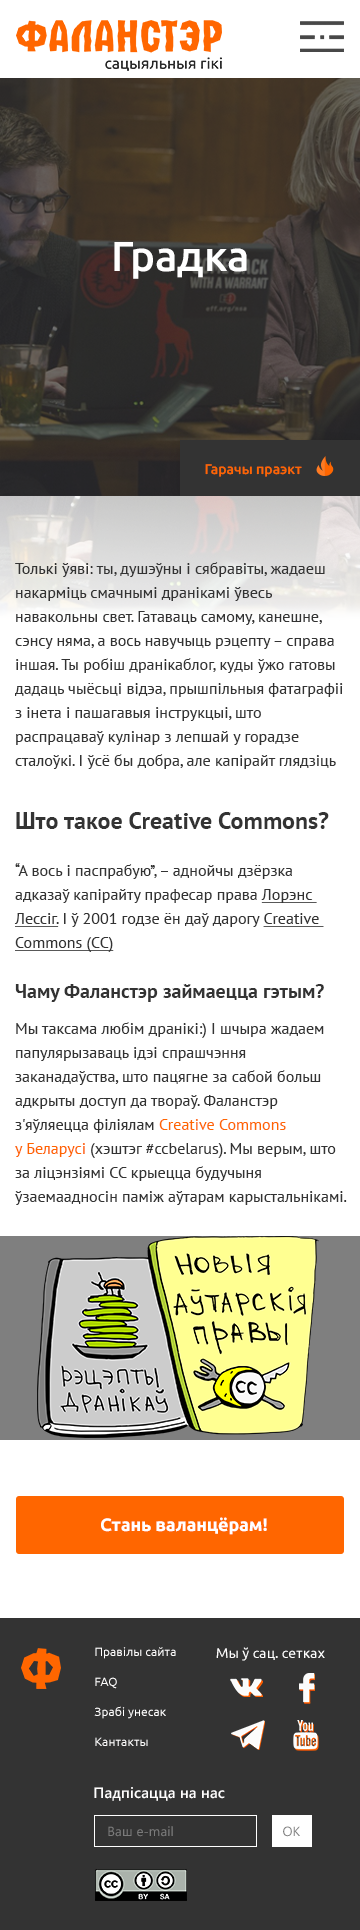 ФАЛАНСТЭР
сацыяльныя гікі
Градка
WITH A WARRANT
eff.org/nsa
Гарачы праэкт
Толькі ўяві: ты, душэўны і сябравіты, жадаеш
накарміць смачнымі дранікамі ўвесь
навакольны свет. Гатаваць самому, канешне,
сэнсу няма, а вось навучыць рэцепту – справа
іншая. Ты робіш дранікаблог, куды ўжо гатовы
дадаць чыёсьці відэа, прышпільныя фатаграфіі
з інета і пашагавыя інструкцыі, што
распрацаваў кулінар з лепшай у горадзе
сталоўкі. І ўсё бы добра, але капірайт глядзіць
Што такое Creative Commons?
“А вось і паспрабую”, – аднойчы дзёрзка
адказаў капірайту прафесар права Лорэнс
Лессіг. І ў 2001 годзе ён даў дарогу Creative
Commons (CC)
Чаму Фаланстэр займаецца гэтым?
Мы таксама любім дранікі:) І шчыра жадаем
папулярызаваць ідэі спрашчэння
заканадаўства, што пацягне за сабой больш
адкрыты доступ да твораў. Фаланстэр
з'яўляецца філіялам Creative Commons
у Беларусі (хэштэг #ccbelarus). Мы верым, што
за ліцэнзіямі CC крыецца будучыня
ўзаемаадносін паміж аўтарам карыстальнікамі.
НОВЫЯ
АЎТАРСКІЯ
ПРАВЫ
CC
РЭЦЭПТЫ
ДРАНІКАЎ
Стань валанцёрам!
Ф
Правілы сайта
FAQ
Зрабі унесак
Кантакты
Мы ў сац. сетках
You
Tube
Падпісацца на нас
Ваш e-mail
OK
cc
BY SA